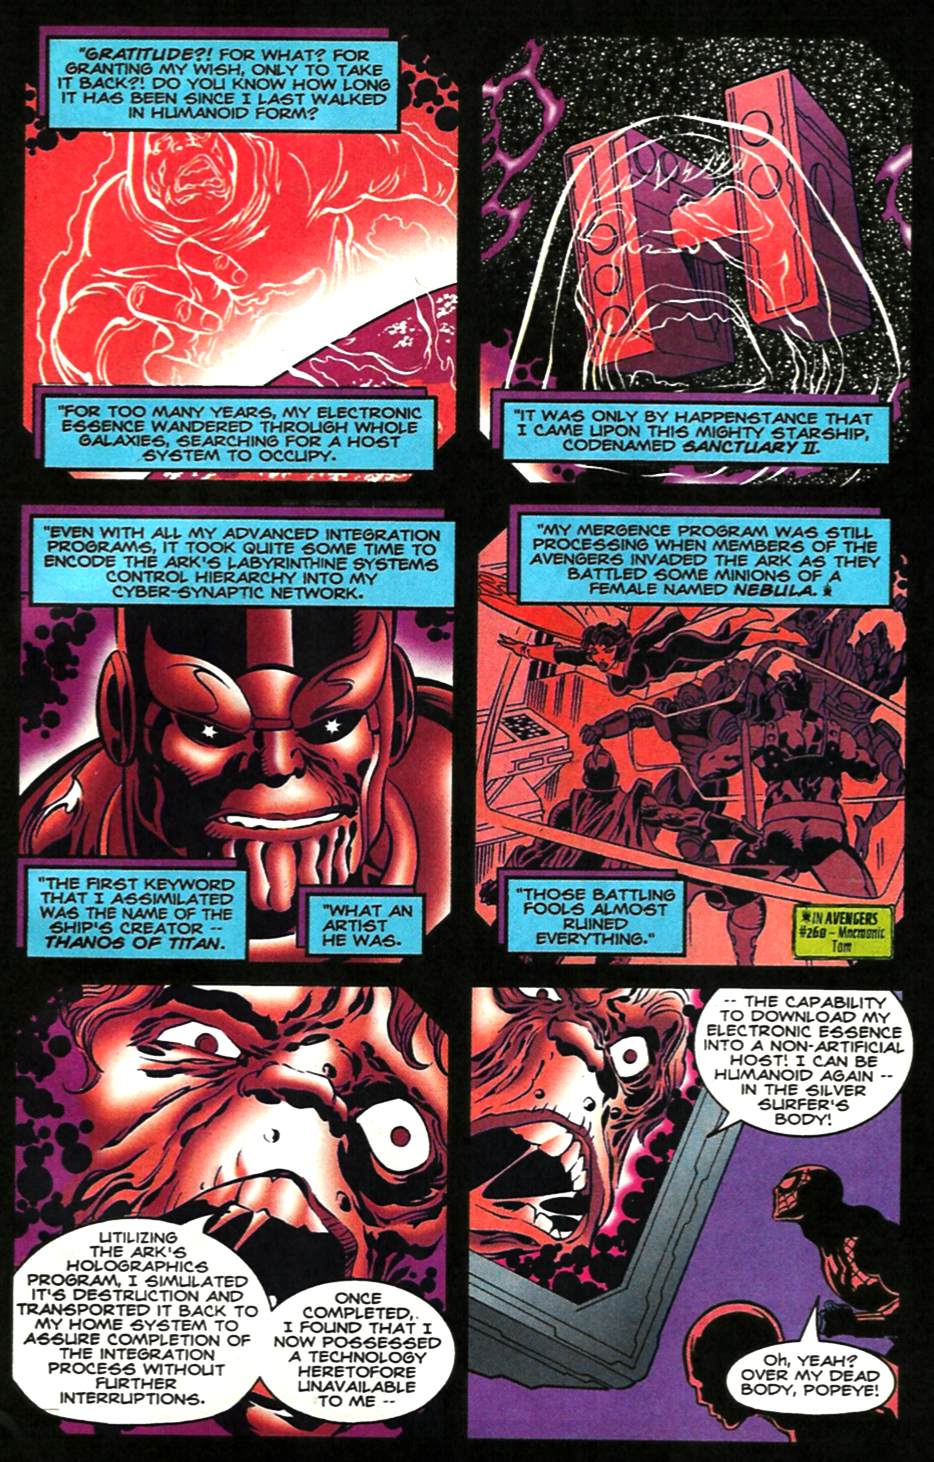 "GRATITUDE?! FOR WHAT? FOR
GRANTING MY WISH, ONLY TO TAKE
IT BACK?! DO YOU KNOW HOW LONG
IT HAS BEEN SINCE I LAST WALKED
IN HUMANOID FORM?
"FOR TOO MANY YEARS, MY ELECTRONIC
ESSENCE WANDERED THROUGH WHOLE
GALAXIES, SEARCHING FOR A HOST
SYSTEM TO OCCUPY.
"IT WAS ONLY BY HAPPENSTANCE THAT
I CAME UPON THIS MIGHTY STARSHIP,
CODENAMED SANCTUARY II.
"EVEN WITH ALL MY ADVANCED INTEGRATION
PROGRAMS, IT TOOK QUITE SOME TIME TO
ENCODE THE ARK'S LABYRINTHINE SYSTEMS
CONTROL HIERARCHY INTO MY
CYBER-SYNAPTIC NETWORK.
"THE FIRST KEYWORD
THAT I ASSIMILATED
WAS THE NAME OF THE
SHIP'S CREATOR --
THANOS OF TITAN.
"WHAT AN
ARTIST
HE WAS.
"MY MERGENCE PROGRAM WAS STILL
PROCESSING WHEN MEMBERS OF THE
AVENGERS INVADED THE ARK AS THEY
BATTLED SOME MINIONS OF A
FEMALE NAMED NEBULA.*
"THOSE BATTLING
FOOLS ALMOST
RUINED
EVERYTHING."
*IN AVENGERS
#260 - Mnemonic
Tom
UTILIZING
THE ARK'S
HOLOGRAPHICS
PROGRAM, I SIMULATED
IT'S DESTRUCTION AND
TRANSPORTED IT BACK TO
MY HOME SYSTEM TO
ASSURE COMPLETION OF
THE INTEGRATION
PROCESS WITHOUT
FURTHER
INTERRUPTIONS.
ONCE
COMPLETED,
I FOUND THAT I
NOW POSSESSED
A TECHNOLOGY
HERETOFORE
UNAVAILABLE
TO ME --
-- THE CAPABILITY
TO DOWNLOAD MY
ELECTRONIC ESSENCE
INTO A NON-ARTIFICIAL
HOST! I CAN BE
HUMANOID AGAIN --
IN THE SILVER
SURFER'S
BODY!
OH, YEAH?
OVER MY DEAD
BODY, POPEYE!